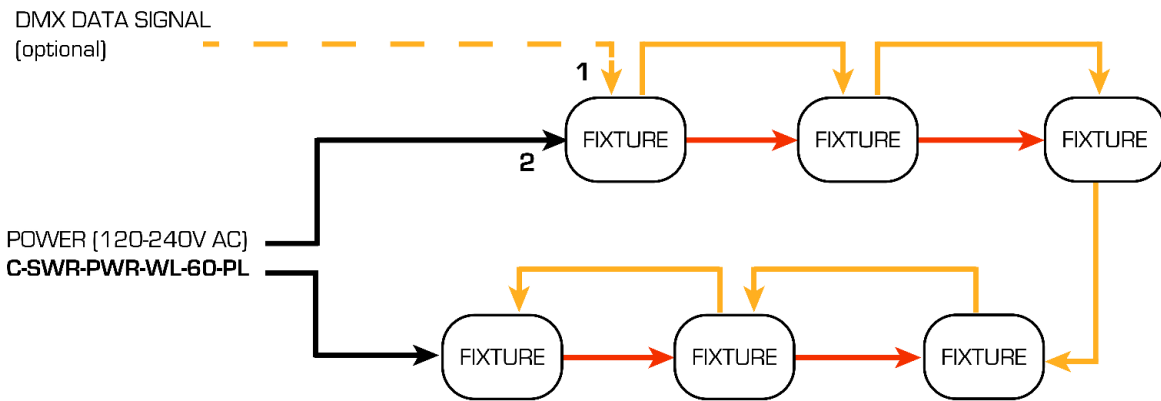 DMX DATA SIGNAL
(optional)
1
FIXTURE
FIXTURE
FIXTURE
2
POWER (120-240V AC)
C-SWR-PWR-WL-60-PL
FIXTURE
FIXTURE
FIXTURE